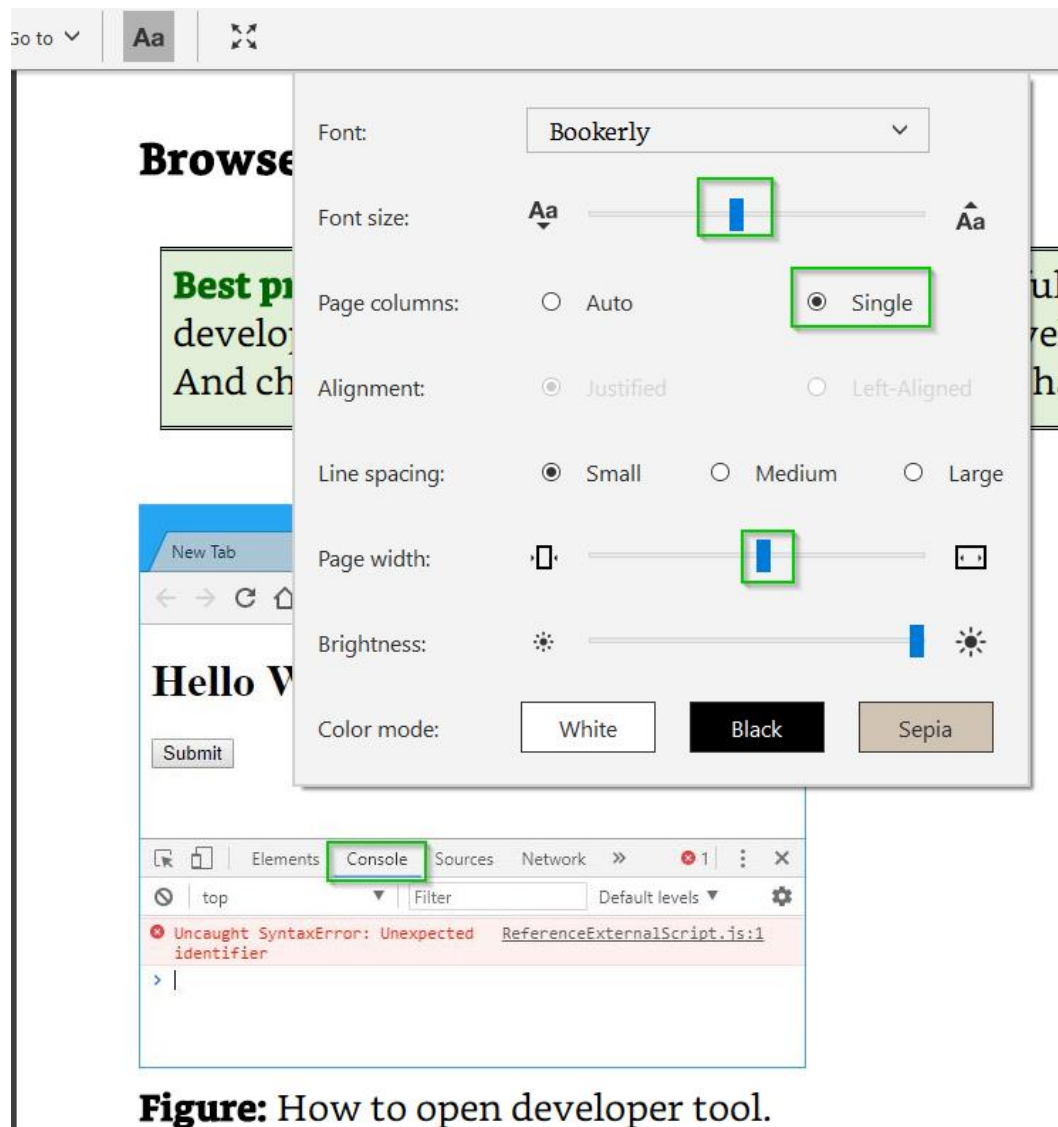 Go to
Aa
Font: Bookerly
Font size: Aa Aa
Page columns: Auto Single
Alignment: Justified Left-Aligned
Line spacing: Small Medium Large
Page width:
Brightness:
Color mode: White Black Sepia
Browse
Best pr
develo
And ch
New Tab
Hello W
Submit
Elements Console Sources Network » 1
top Filter Default levels
Uncaught SyntaxError: Unexpected ReferenceExternalScript.js:1
identifier
>
Figure: How to open developer tool.